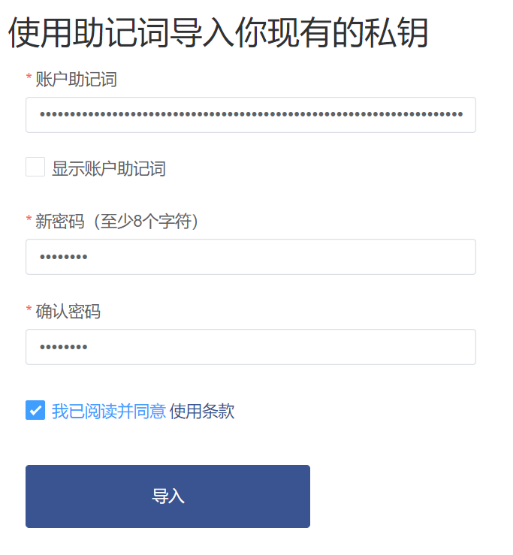 使用助记词导入你现有的私钥
* 账户助记词
显示账户助记词
* 新密码（至少8个字符）
••••••••
* 确认密码
••••••••
我已阅读并同意 使用条款
导入